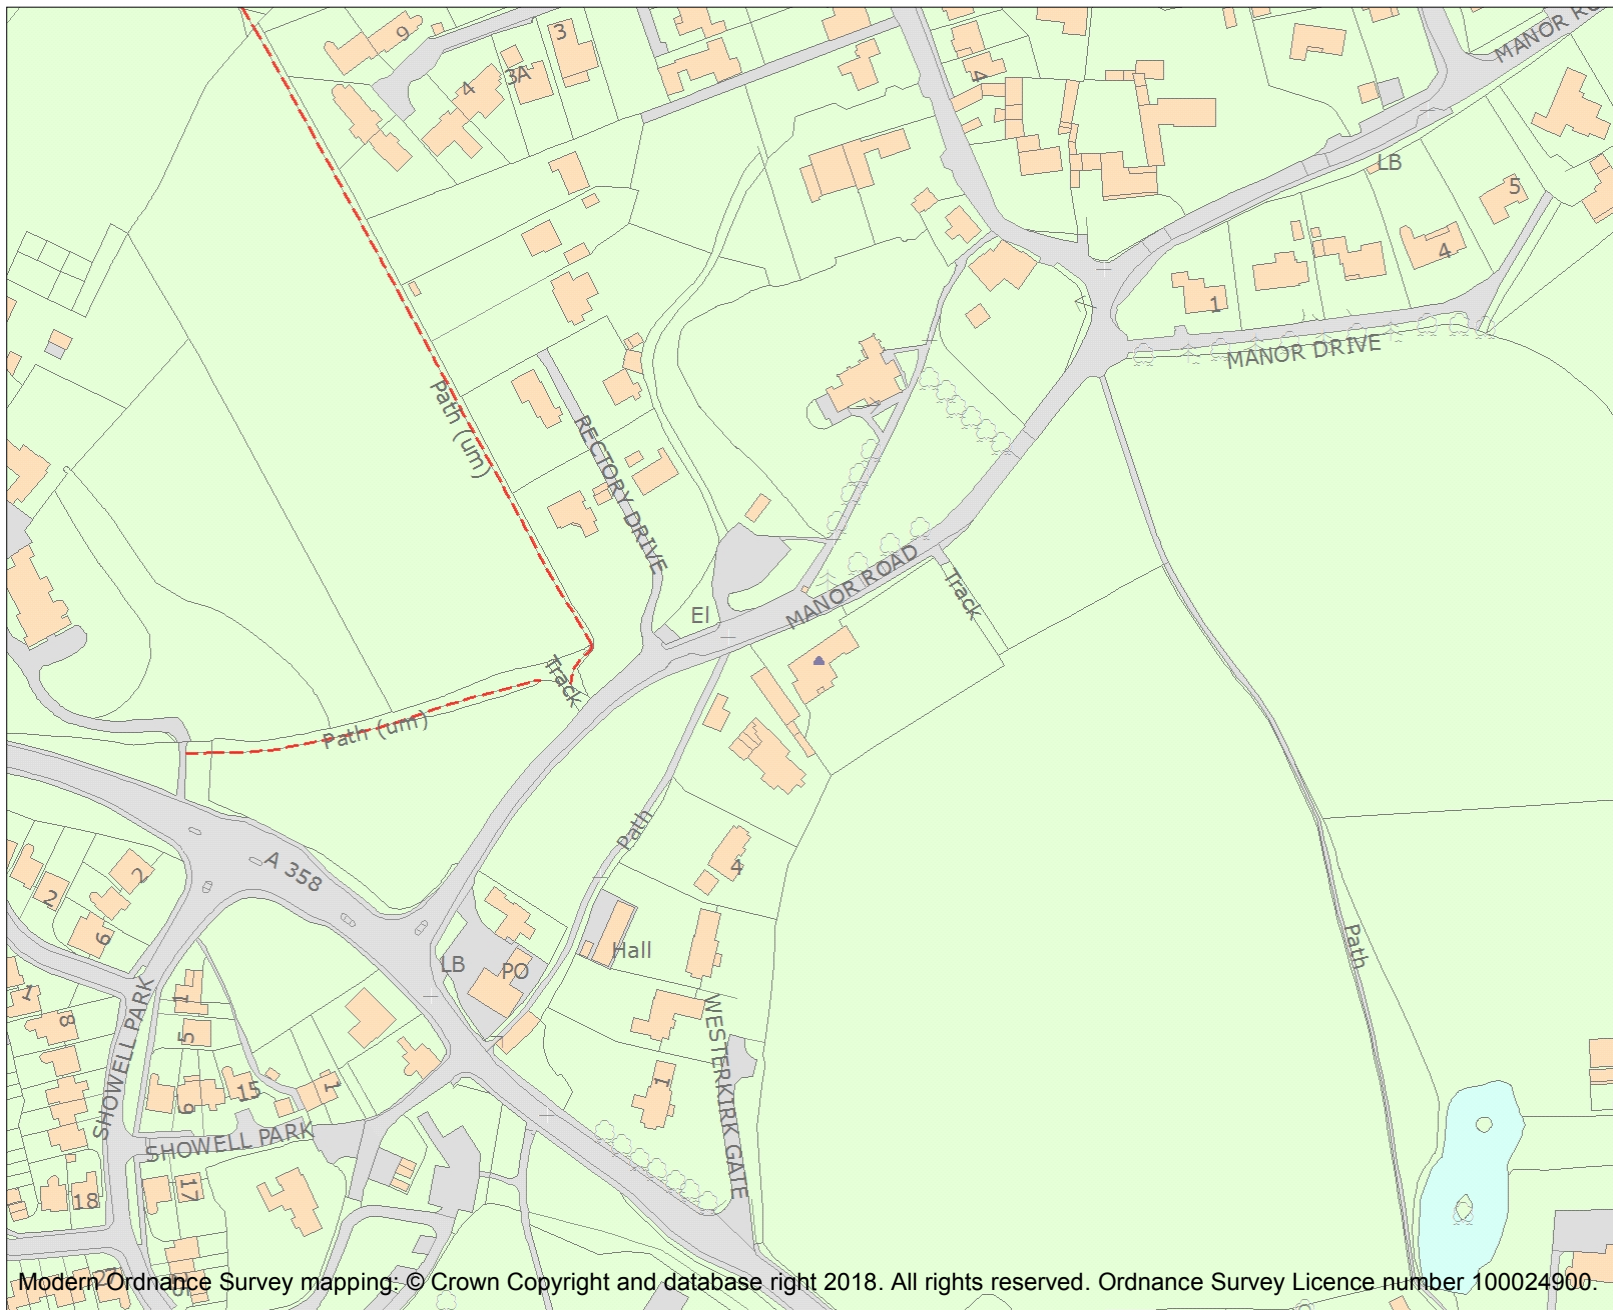 9
3
3A
4
4
MANOR RO
LB
5
4
1
MANOR DRIVE
Path (um)
RECTORY DRIVE
Track
MANOR ROAD
El
Track
Path (um)
Path
A 358
4
2
2
6
Hall
LB
PO
1
8
1
5
SHOWELL PARK
WESTERKIRK GATE
Path
1
15
1
9
SHOWELL PARK
17
18
Modern Ordnance Survey mapping: © Crown Copyright and database right 2018. All rights reserved. Ordnance Survey Licence number 100024900.